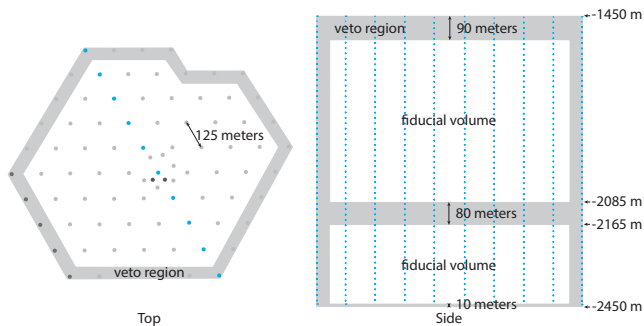 125 meters
veto region
Top
-1450 m
veto region
90 meters
fiducial volume
-2085 m
80 meters
-2165 m
fiducial volume
10 meters
-2450 m
Side